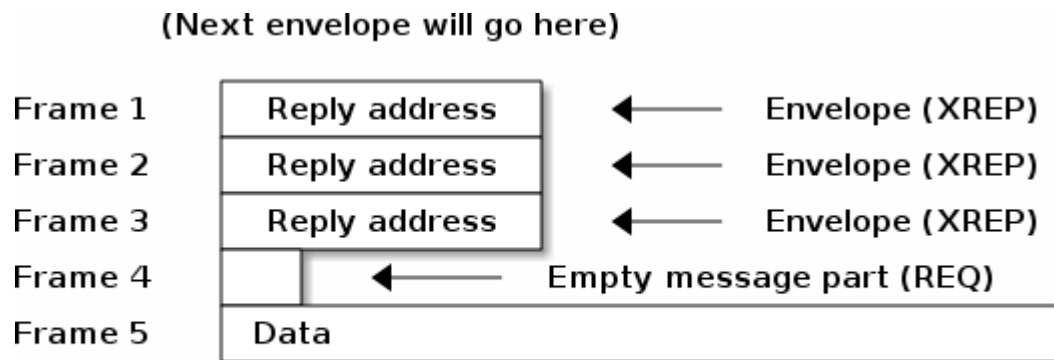 (Next envelope will go here)
Frame 1 Reply address Envelope (XREP)
Frame 2 Reply address Envelope (XREP)
Frame 3 Reply address Envelope (XREP)
Frame 4 Empty message part (REQ)
Frame 5 Data